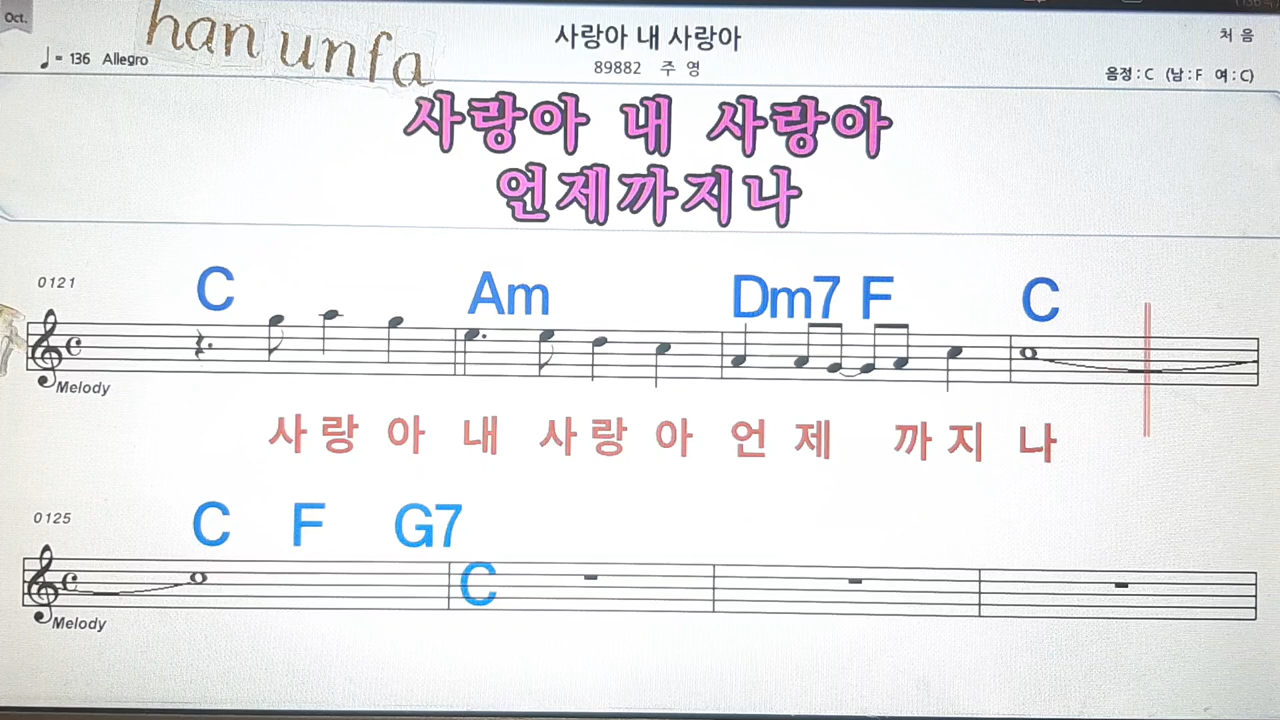 Oct.
han unfa
사랑아 내 사랑아
처 음
♩= 136 Allegro
89882 주 영
음정 : C (남 : F 여 : C)
사랑아 내 사랑아
언제까지나
0121
C Am Dm7 F C
Melody
사 랑 아 내 사 랑 아 언 제 까 지 나
0125
C F G7
C
Melody